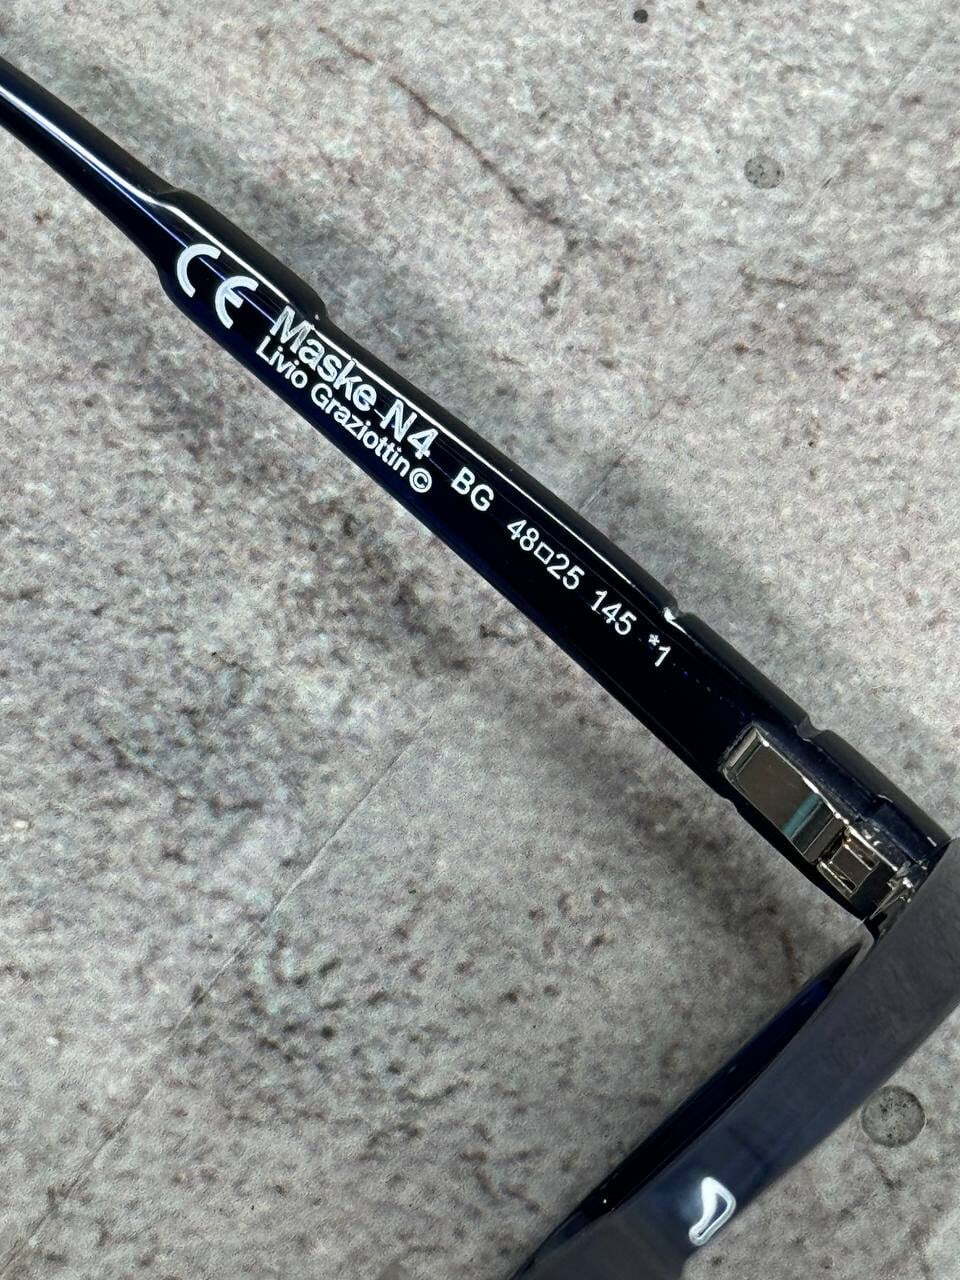 CE
Maske N4
Livio Graziottin©
BG 48□25 145 *1